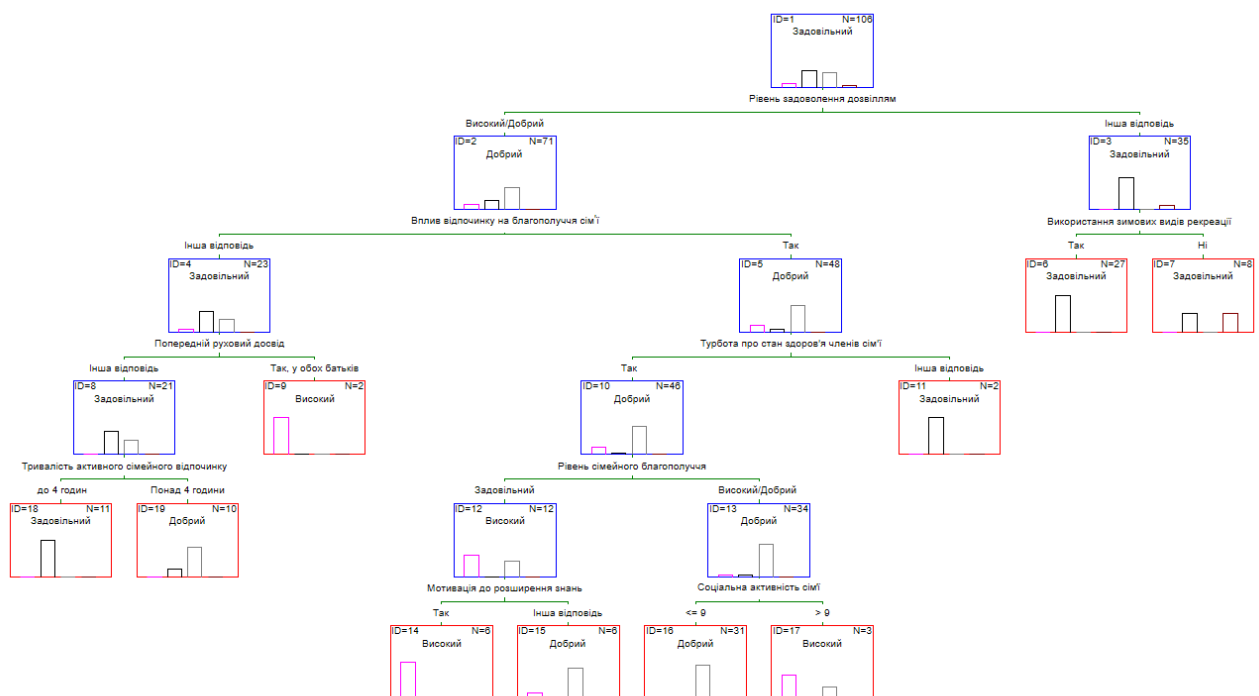 ID=1 N=106
Задовільний
Рівень задоволення дозвіллям
Високий/Добрий Інша відповідь
ID=2 N=71 ID=3 N=35
Добрий Задовільний
Вплив відпочинку на благополуччя сім'ї Використання зимових видів рекреації
Інша відповідь Так Так Ні
ID=4 N=23 ID=5 N=48 ID=6 N=27 ID=7 N=8
Задовільний Добрий Задовільний Задовільний
Попередній руховий досвід Турбота про стан здоров'я членів сім'ї
Інша відповідь Так, у обох батьків Так Інша відповідь
ID=8 N=21 ID=9 N=2 ID=10 N=46 ID=11 N=2
Задовільний Високий Добрий Задовільний
Тривалість активного сімейного відпочинку Рівень сімейного благополуччя
до 4 годин Понад 4 години Задовільний Високий/Добрий
ID=18 N=11 ID=19 N=10 ID=12 N=12 ID=13 N=34
Задовільний Добрий Високий Добрий
Мотивація до розширення знань Соціальна активність сім'ї
Так Інша відповідь <= 9 > 9
ID=14 N=6 ID=15 N=6 ID=16 N=31 ID=17 N=3
Високий Добрий Добрий Високий